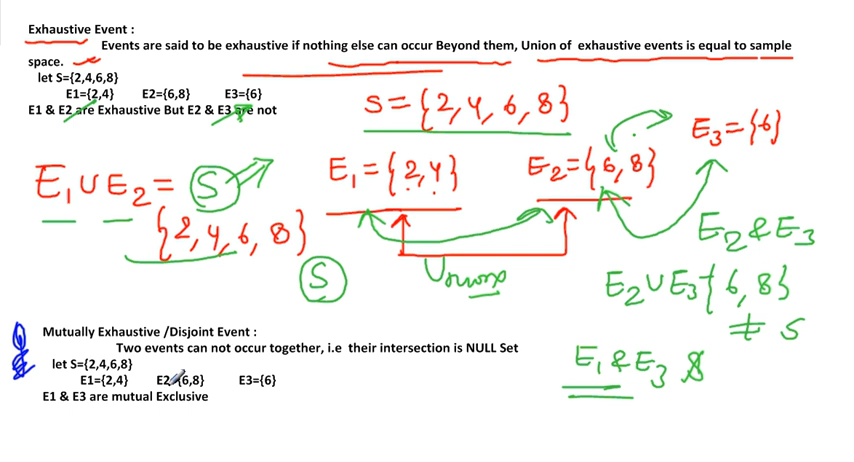 Exhaustive Event :
Events are said to be exhaustive if nothing else can occur Beyond them, Union of exhaustive events is equal to sample
space.
let S={2,4,6,8}
E1={2,4} E2={6,8} E3={6}
E1 & E2 are Exhaustive But E2 & E3 are not
S = {2, 4, 6, 8}
E3 = {6}
E1 = {2, 4}
E2 = {6, 8}
E1 ∪ E2 = S
{2, 4, 6, 8}
S
E2 & E3
E2 ∪ E3 = {6, 8}
≠ S
Mutually Exhaustive /Disjoint Event :
Two events can not occur together, i.e their intersection is NULL Set
let S={2,4,6,8}
E1={2,4} E2={6,8} E3={6}
E1 & E3 are mutual Exclusive
E1 & E3